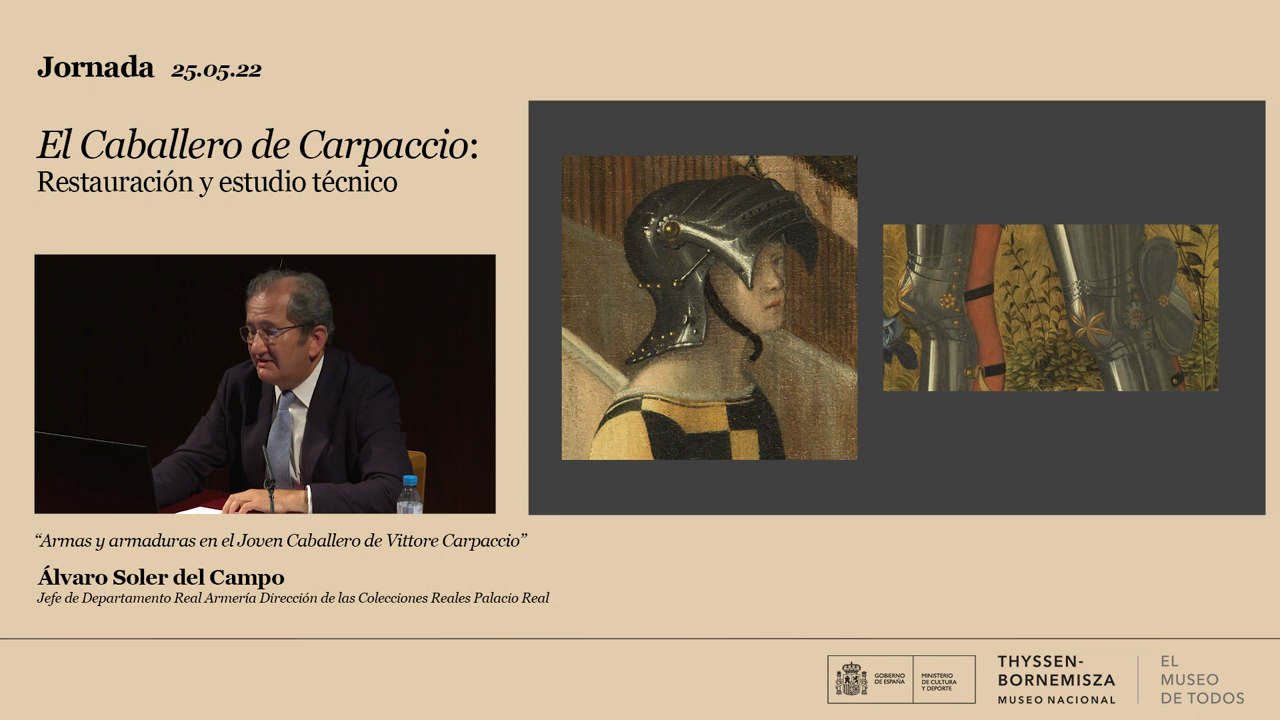 Jornada 25.05.22
El Caballero de Carpaccio:
Restauración y estudio técnico
“Armas y armaduras en el Joven Caballero de Vittore Carpaccio”
Álvaro Soler del Campo
Jefe de Departamento Real Armería Dirección de las Colecciones Reales Palacio Real
GOBIERNO
DE ESPAÑA
MINISTERIO
DE CULTURA
Y DEPORTE
THYSSEN-
BORNEMISZA
MUSEO NACIONAL
EL
MUSEO
DE TODOS